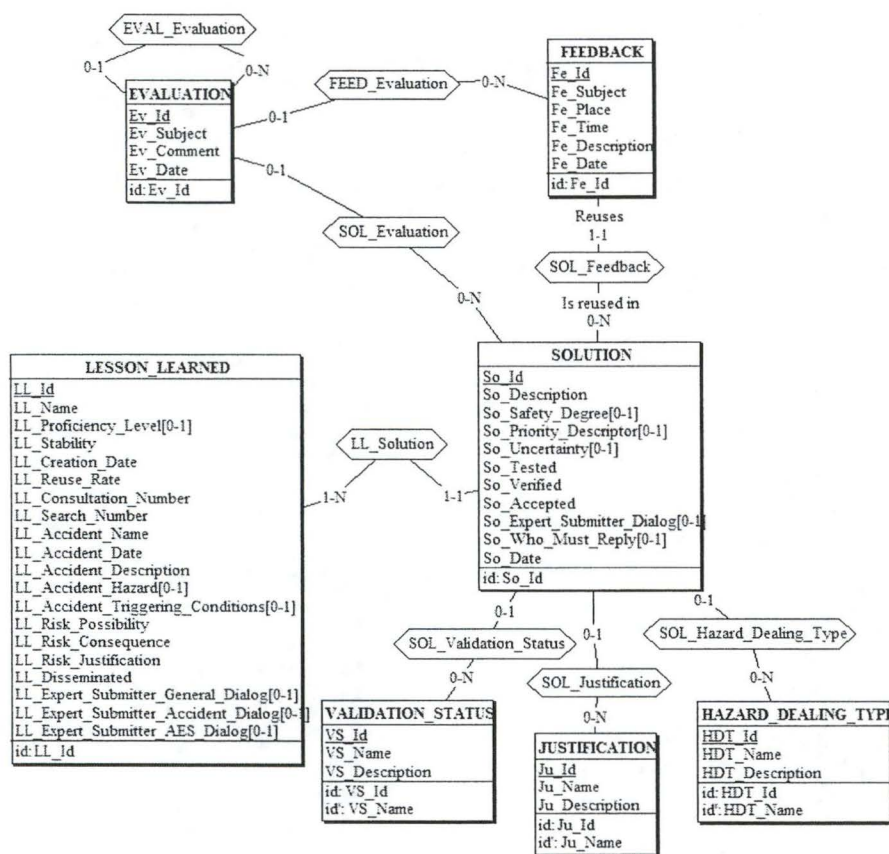 EVAL_Evaluation
0-1
0-N
EVALUATION
Ev_Id
Ev_Subject
Ev_Comment
Ev_Date
id: Ev_Id
FEED_Evaluation
0-1
0-N
FEEDBACK
Fe_Id
Fe_Subject
Fe_Place
Fe_Time
Fe_Description
Fe_Date
id: Fe_Id
0-1
SOL_Evaluation
0-N
Reuses
1-1
SOL_Feedback
Is reused in
0-N
LESSON_LEARNED
LL_Id
LL_Name
LL_Proficiency_Level[0-1]
LL_Stability
LL_Creation_Date
LL_Reuse_Rate
LL_Consultation_Number
LL_Search_Number
LL_Accident_Name
LL_Accident_Date
LL_Accident_Description
LL_Accident_Hazard[0-1]
LL_Accident_Triggering_Conditions[0-1]
LL_Risk_Possibility
LL_Risk_Consequence
LL_Risk_Justification
LL_Disseminated
LL_Expert_Submitter_General_Dialog[0-1]
LL_Expert_Submitter_Accident_Dialog[0-1]
LL_Expert_Submitter_AES_Dialog[0-1]
id: LL_Id
LL_Solution
1-N
1-1
SOLUTION
So_Id
So_Description
So_Safety_Degree[0-1]
So_Priority_Descriptor[0-1]
So_Uncertainty[0-1]
So_Tested
So_Verified
So_Accepted
So_Expert_Submitter_Dialog[0-1]
So_Who_Must_Reply[0-1]
So_Date
id: So_Id
0-1
SOL_Validation_Status
0-N
VALIDATION_STATUS
VS_Id
VS_Name
VS_Description
id: VS_Id
id': VS_Name
0-1
SOL_Justification
0-N
JUSTIFICATION
Ju_Id
Ju_Name
Ju_Description
id: Ju_Id
id': Ju_Name
0-1
SOL_Hazard_Dealing_Type
0-N
HAZARD_DEALING_TYPE
HDT_Id
HDT_Name
HDT_Description
id: HDT_Id
id': HDT_Name